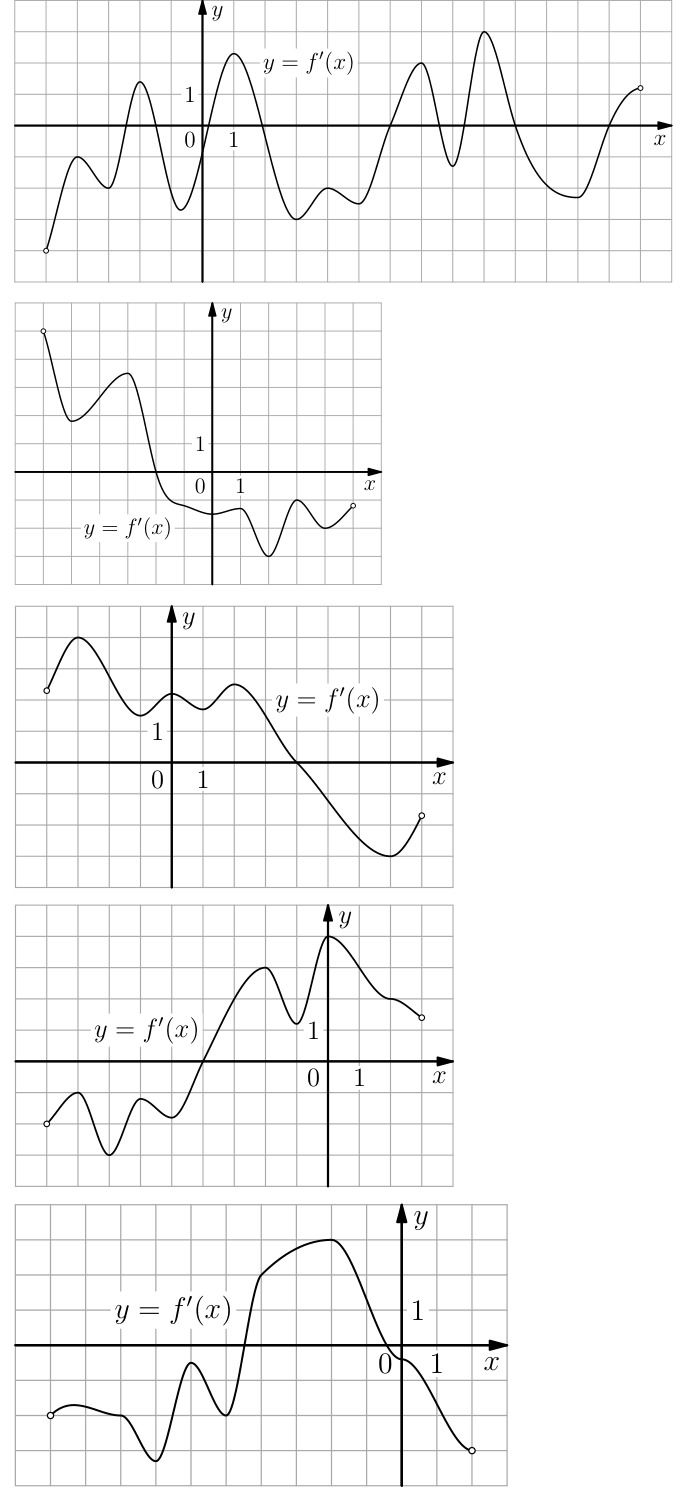 y
y = f′(x)
1
0 1
x
y
1
0 1
x
y = f′(x)
y
y = f′(x)
1
0 1
x
y
y = f′(x)
1
0 1
x
y
y = f′(x)
1
0 1
x